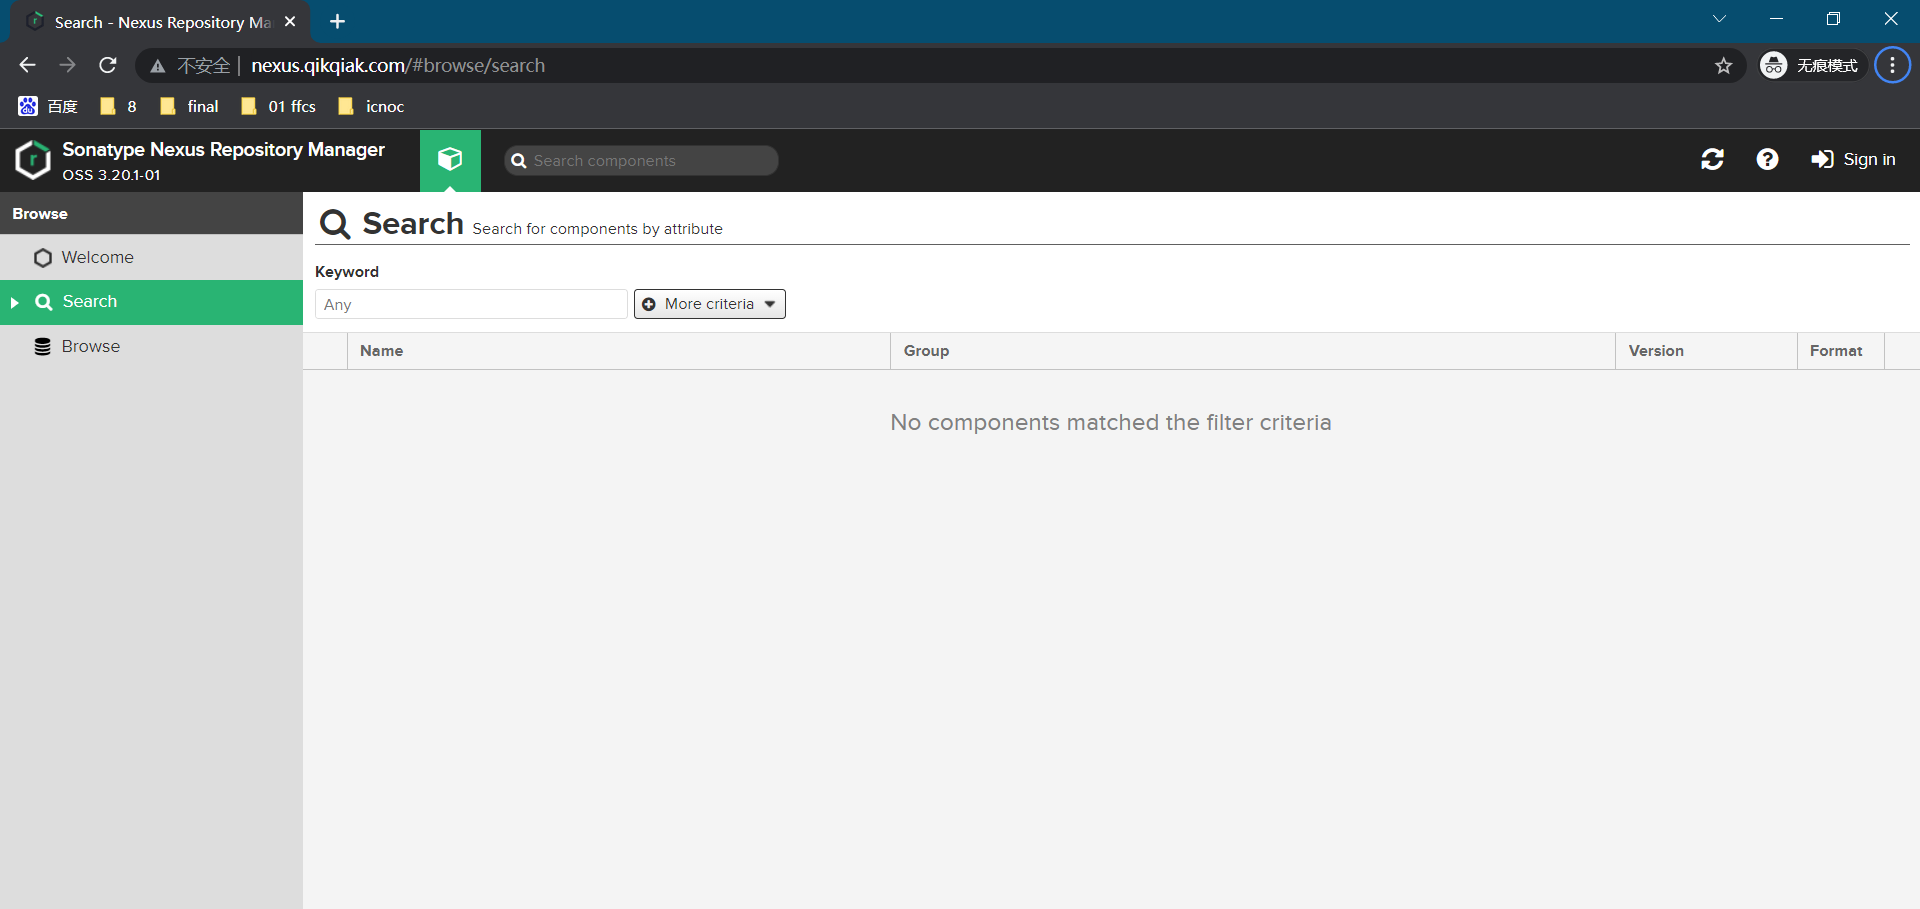 Search - Nexus Repository Ma
不安全 nexus.qikqiak.com/#browse/search 无痕模式
百度 8 final 01 ffcs icnoc
Sonatype Nexus Repository Manager
OSS 3.20.1-01
Search components
Sign in
Browse
Welcome
Search
Browse
Search Search for components by attribute
Keyword
Any More criteria
Name Group Version Format
No components matched the filter criteria